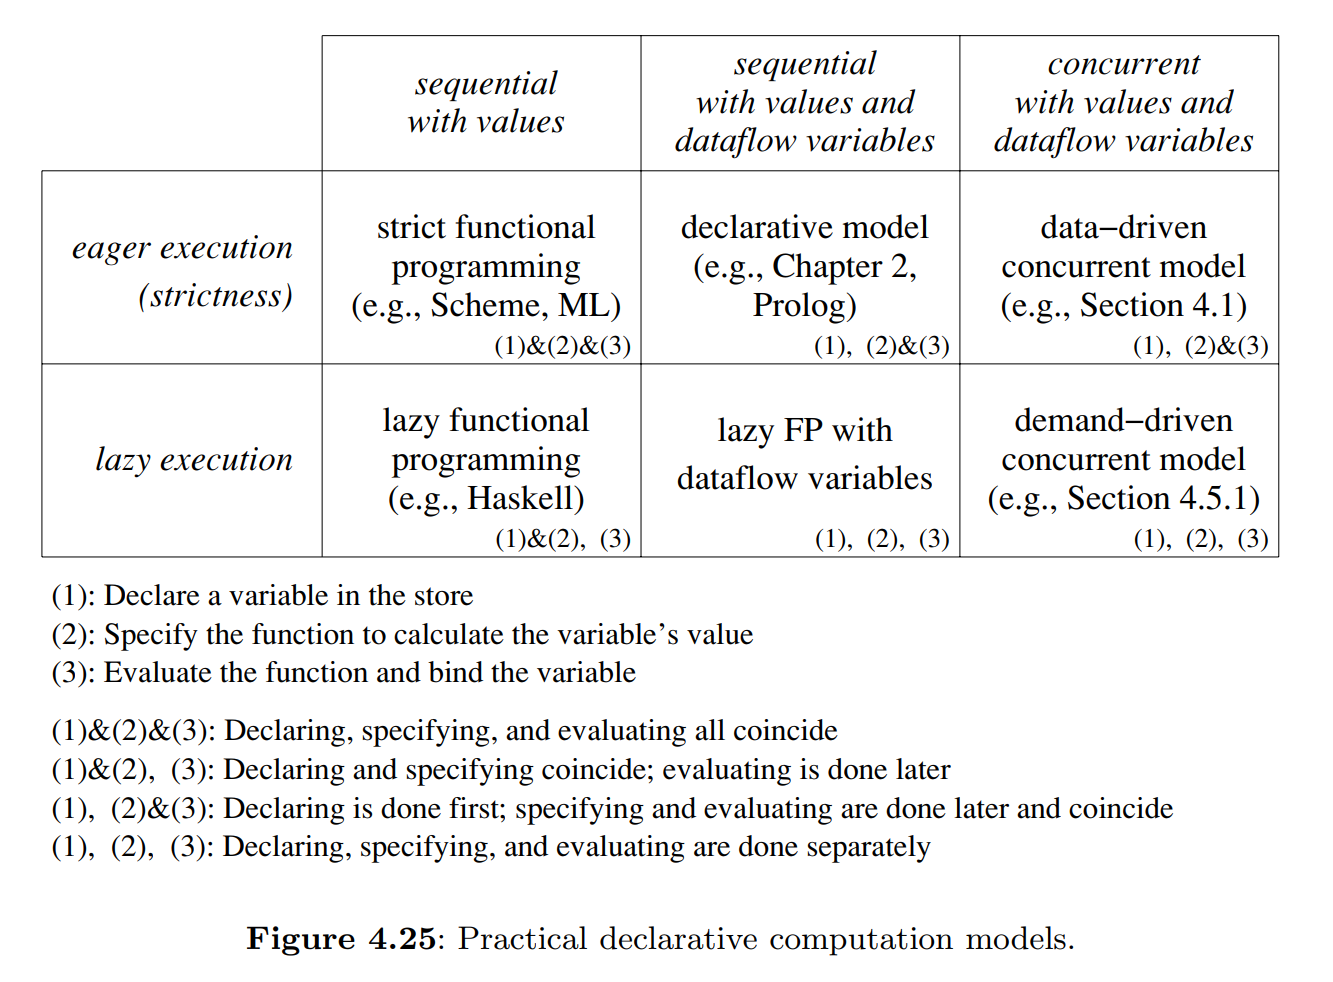 sequential
with values
sequential
with values and
dataflow variables
concurrent
with values and
dataflow variables
eager execution
(strictness)
strict functional
programming
(e.g., Scheme, ML)
(1)&(2)&(3)
declarative model
(e.g., Chapter 2,
Prolog)
(1), (2)&(3)
data−driven
concurrent model
(e.g., Section 4.1)
(1), (2)&(3)
lazy execution
lazy functional
programming
(e.g., Haskell)
(1)&(2), (3)
lazy FP with
dataflow variables
(1), (2), (3)
demand−driven
concurrent model
(e.g., Section 4.5.1)
(1), (2), (3)
(1): Declare a variable in the store
(2): Specify the function to calculate the variable’s value
(3): Evaluate the function and bind the variable
(1)&(2)&(3): Declaring, specifying, and evaluating all coincide
(1)&(2), (3): Declaring and specifying coincide; evaluating is done later
(1), (2)&(3): Declaring is done first; specifying and evaluating are done later and coincide
(1), (2), (3): Declaring, specifying, and evaluating are done separately
Figure 4.25: Practical declarative computation models.